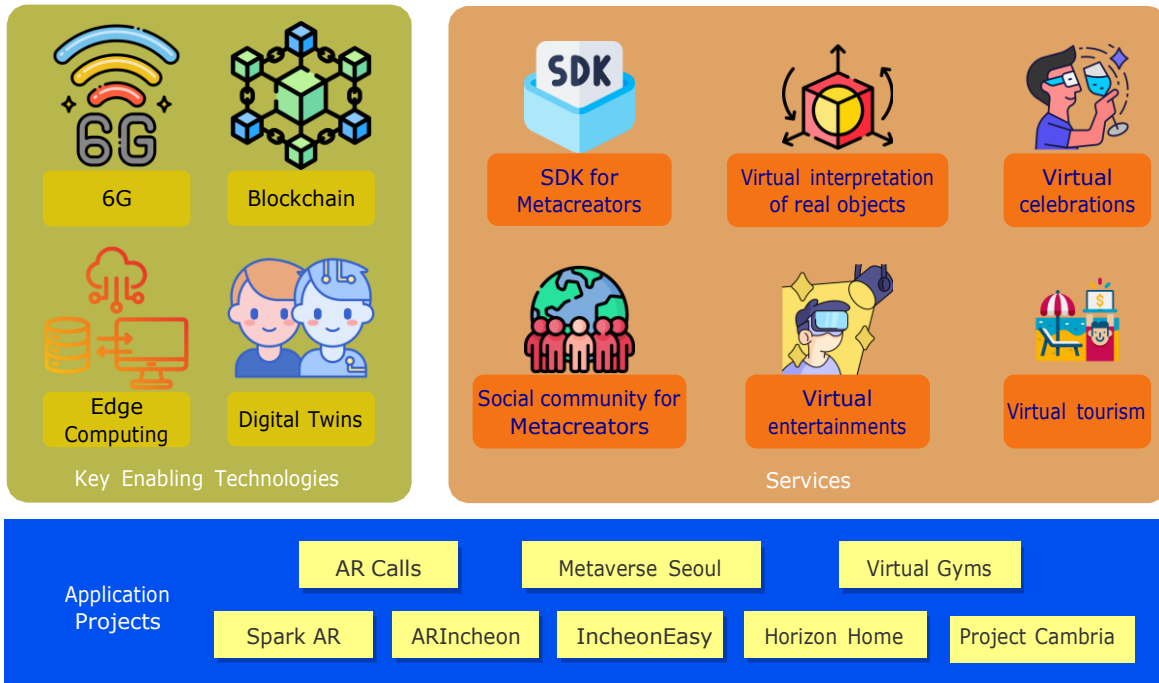 6G
6G
Blockchain
Edge
Computing
Digital Twins
Key Enabling Technologies
SDK
SDK for
Metacreators
Virtual interpretation
of real objects
Virtual
celebrations
Social community for
Metacreators
Virtual
entertainments
$
Virtual tourism
Services
Application
Projects
AR Calls
Metaverse Seoul
Virtual Gyms
Spark AR
ARIncheon
IncheonEasy
Horizon Home
Project Cambria